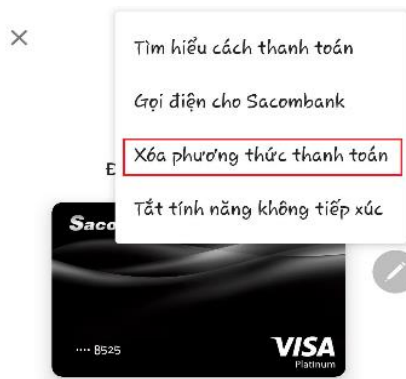 Tìm hiểu cách thanh toán
Gọi điện cho Sacombank
Xóa phương thức thanh toán
Tắt tính năng không tiếp xúc
VISA
Platinum